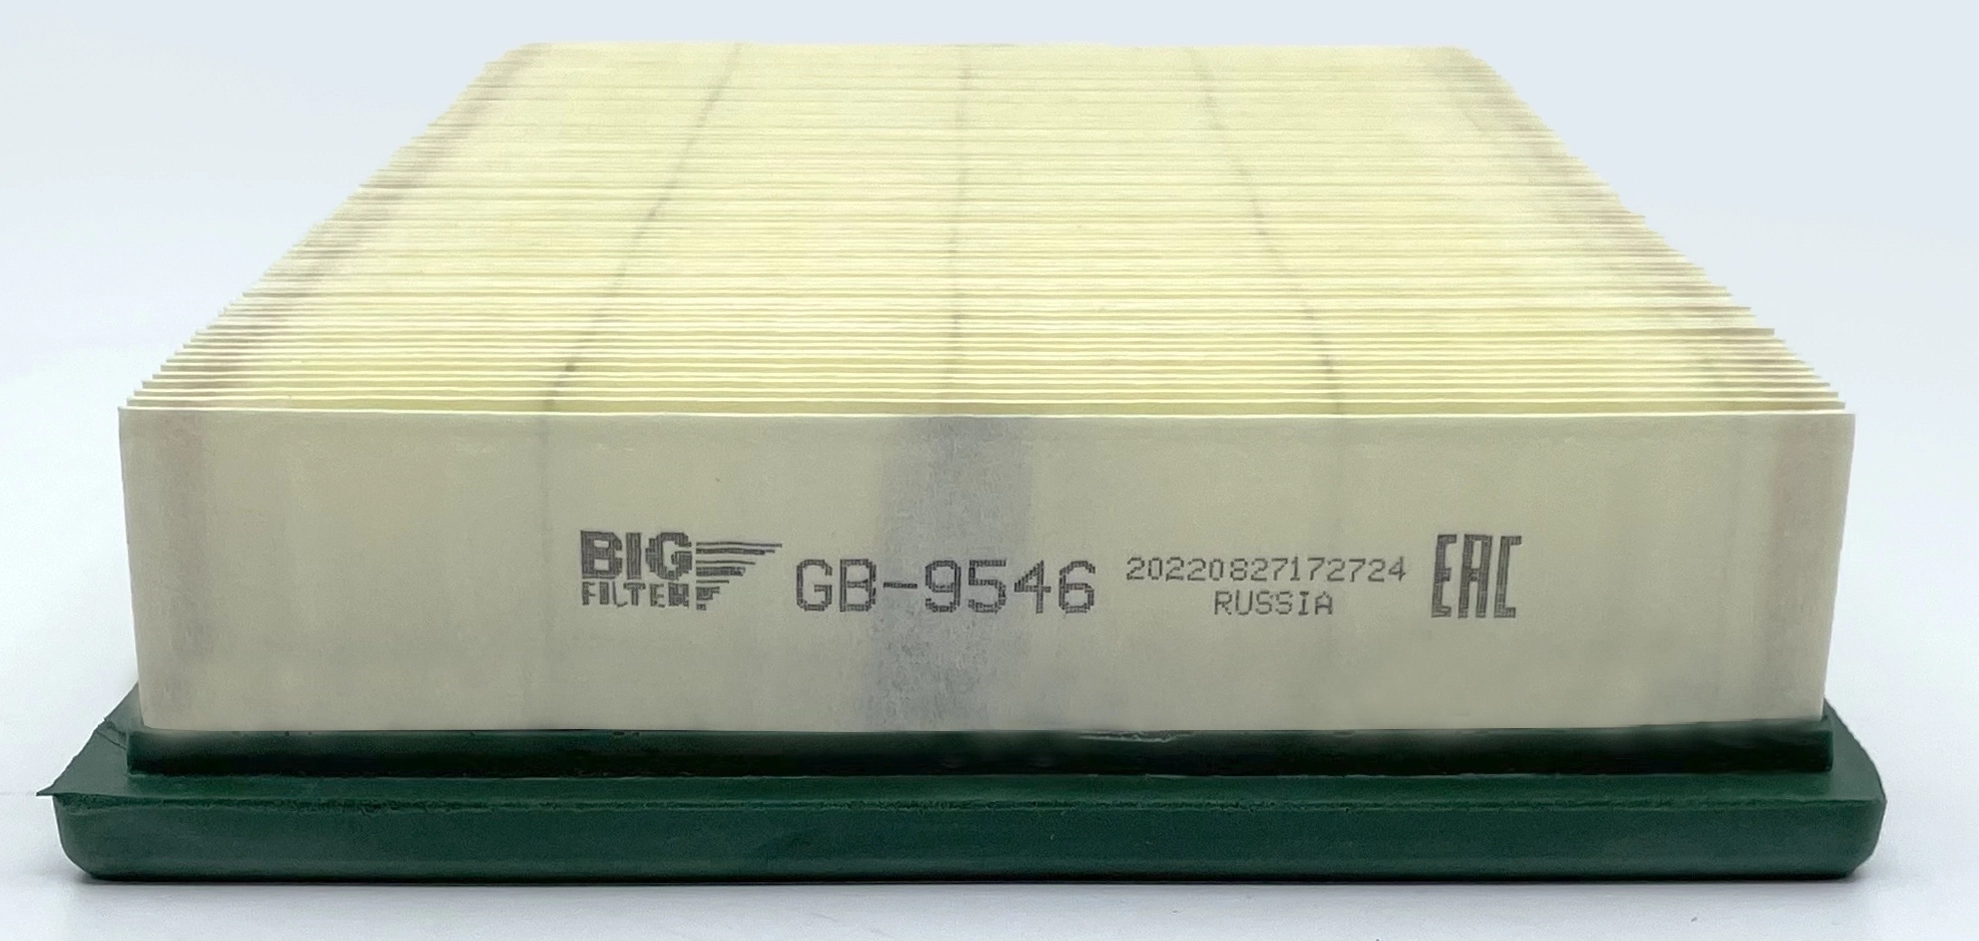 BIG
FILTER
GB-9546
20220827172724
RUSSIA
EAC